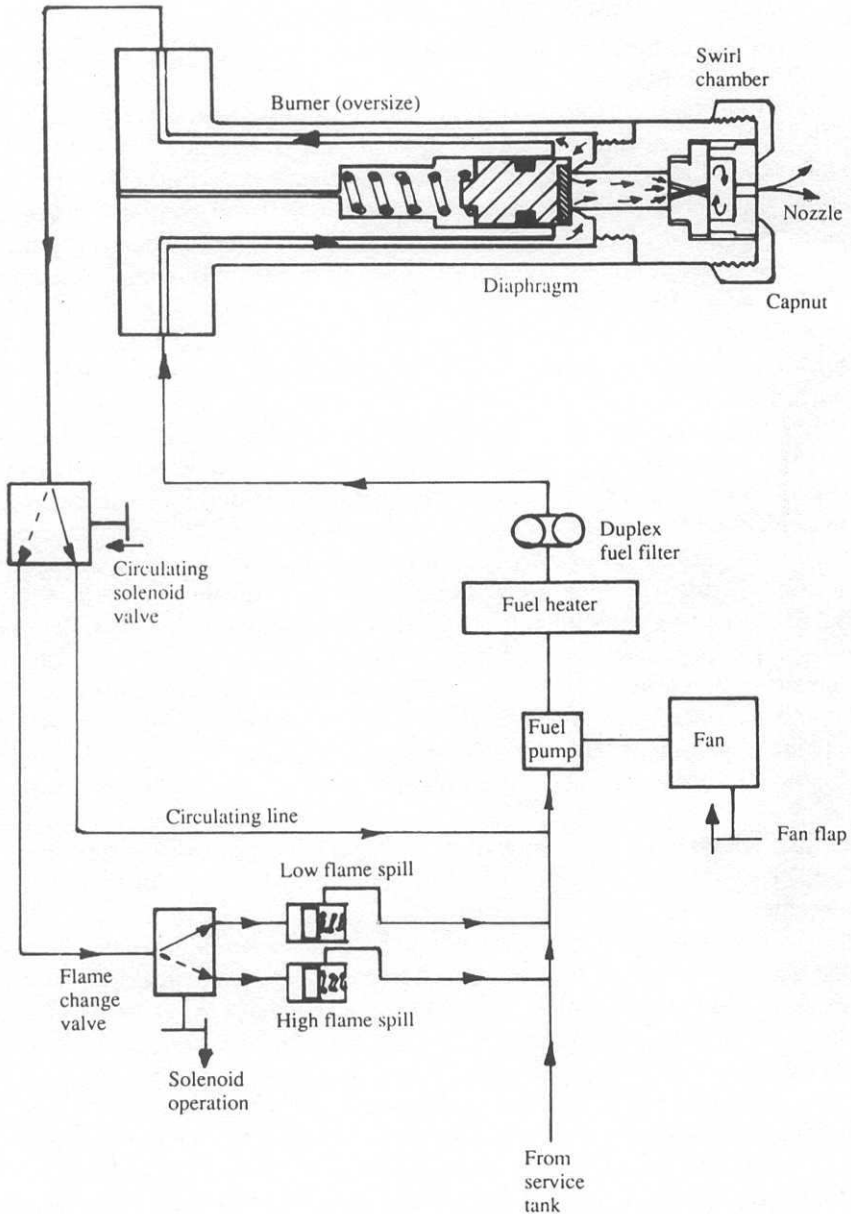 Swirl
chamber
Burner (oversize)
Nozzle
Diaphragm
Capnut
Duplex
fuel filter
Circulating
solenoid
valve
Fuel heater
Fuel
pump
Fan
Circulating line
Fan flap
Low flame spill
Flame
change
valve
High flame spill
Solenoid
operation
From
service
tank